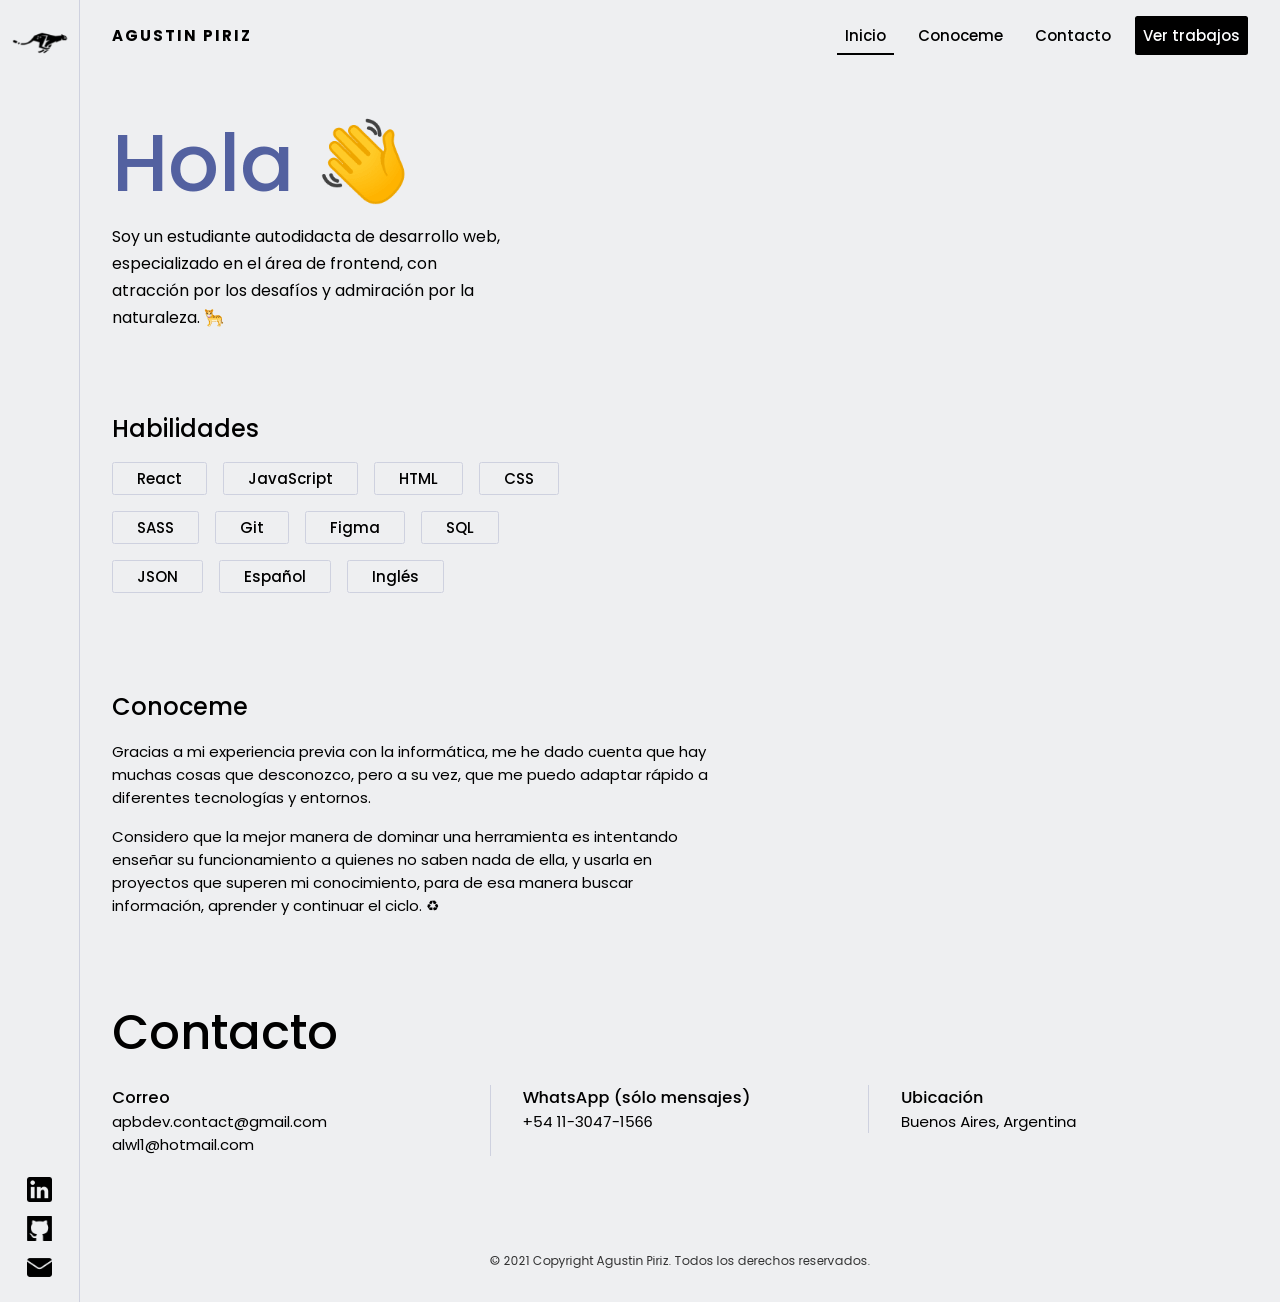 AGUSTIN PIRIZ
Inicio
Conoceme
Contacto
Ver trabajos
Hola 👋
Soy un estudiante autodidacta de desarrollo web,
especializado en el área de frontend, con
atracción por los desafíos y admiración por la
naturaleza. 🐆
Habilidades
React
JavaScript
HTML
CSS
SASS
Git
Figma
SQL
JSON
Español
Inglés
Conoceme
Gracias a mi experiencia previa con la informática, me he dado cuenta que hay
muchas cosas que desconozco, pero a su vez, que me puedo adaptar rápido a
diferentes tecnologías y entornos.
Considero que la mejor manera de dominar una herramienta es intentando
enseñar su funcionamiento a quienes no saben nada de ella, y usarla en
proyectos que superen mi conocimiento, para de esa manera buscar
información, aprender y continuar el ciclo. ♻
Contacto
Correo
apbdev.contact@gmail.com
alwl1@hotmail.com
WhatsApp (sólo mensajes)
+54 11-3047-1566
Ubicación
Buenos Aires, Argentina
© 2021 Copyright Agustin Piriz. Todos los derechos reservados.